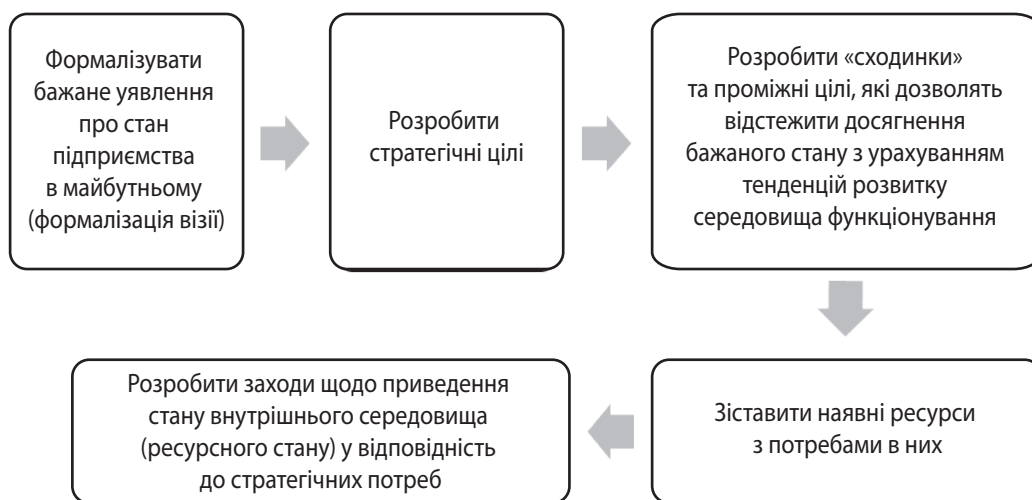 Формалізувати
бажане уявлення
про стан
підприємства
в майбутньому
(формалізація візії)
Розробити
стратегічні цілі
Розробити «сходинки»
та проміжні цілі, які дозволять
відстежити досягнення
бажаного стану з урахуванням
тенденцій розвитку
середовища функціонування
Зіставити наявні ресурси
з потребами в них
Розробити заходи щодо приведення
стану внутрішнього середовища
(ресурсного стану) у відповідність
до стратегічних потреб